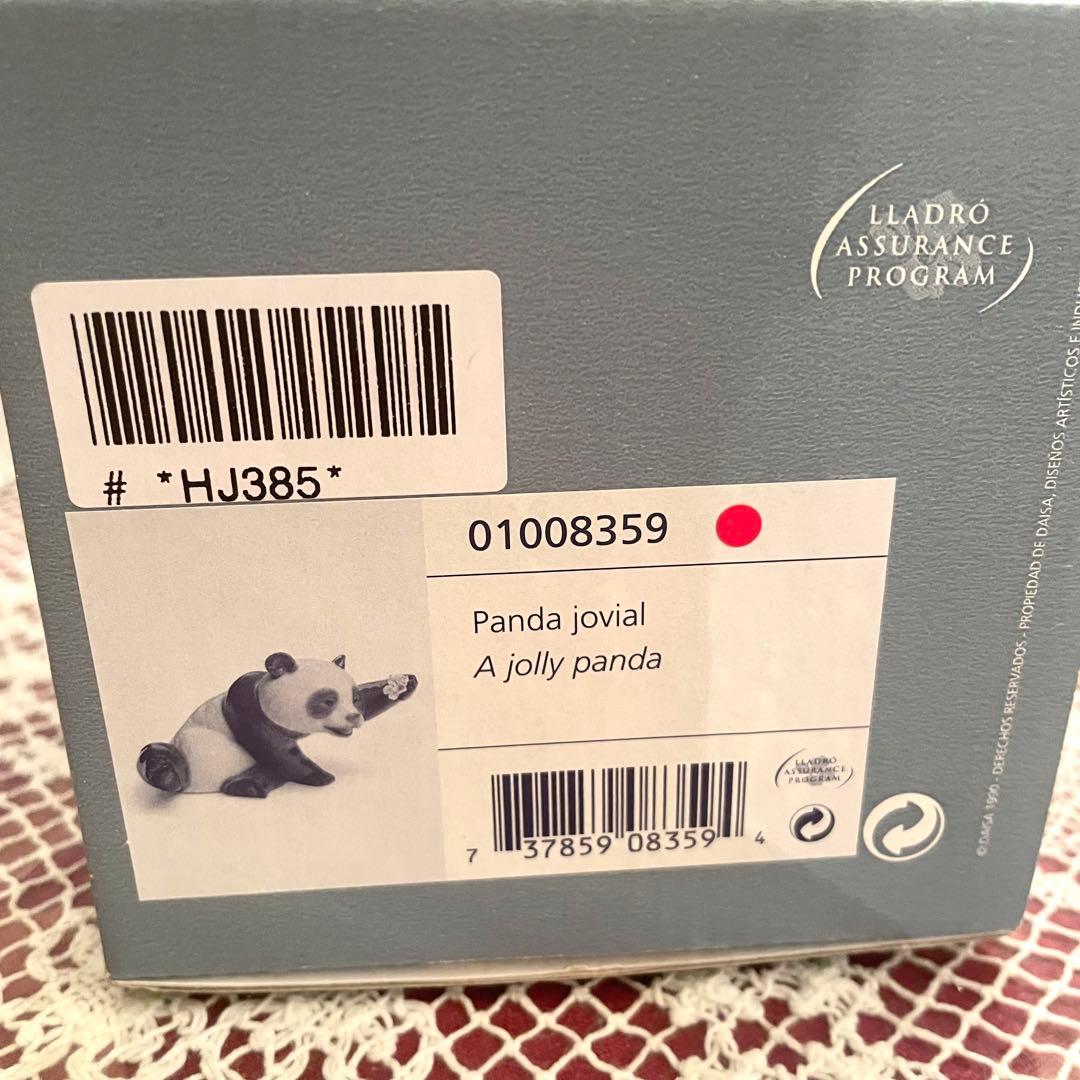 LLADRÓ
ASSURANCE
PROGRAM
# *HJ385*
01008359
Panda jovial
A jolly panda
LLADRÓ
ASSURANCE
PROGRAM
7 37859 08359 4
© DAISA 1990 - DERECHOS RESERVADOS - PROPIEDAD DE DAISA, DISEÑOS ARTÍSTICOS E